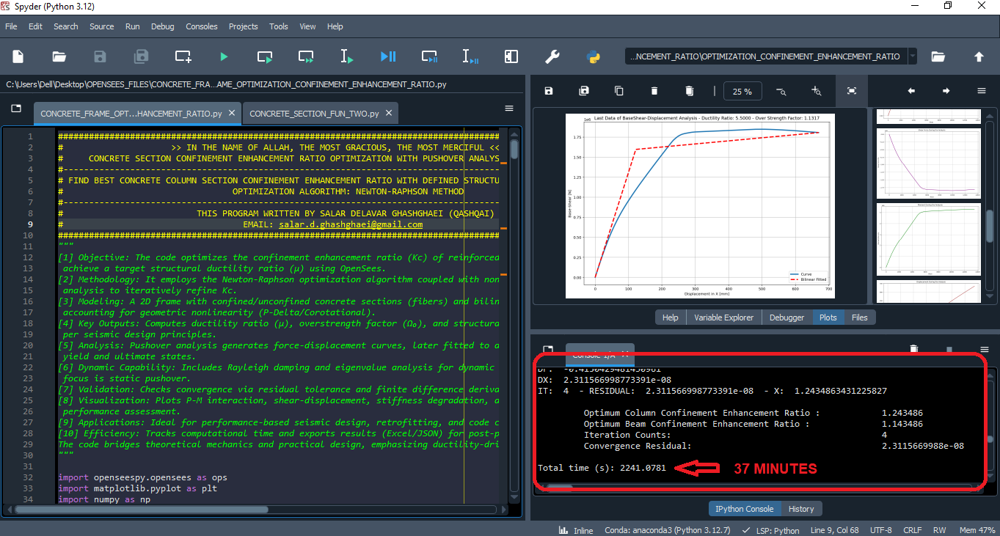 Spyder (Python 3.12)
File Edit Search Source Run Debug Consoles Projects Tools View Help
...NCEMENT_RATIO\OPTIMIZATION_CONFINEMENT_ENHANCEMENT_RATIO
C:\Users\Dell\Desktop\OPENSEES_FILES\CONCRETE_FRA...AME_OPTIMIZATION_CONFINEMENT_ENHANCEMENT_RATIO.py
CONCRETE_FRAME_OPT...HANCEMENT_RATIO.py CONCRETE_SECTION_FUN_TWO.py
1 ################################################################################
2 # >> IN THE NAME OF ALLAH, THE MOST GRACIOUS, THE MOST MERCIFUL <<
3 # CONCRETE SECTION CONFINEMENT ENHANCEMENT RATIO OPTIMIZATION WITH PUSHOVER ANALYS
4 #-------------------------------------------------------------------------------
5 # FIND BEST CONCRETE COLUMN SECTION CONFINEMENT ENHANCEMENT RATIO WITH DEFINED STRUCTU
6 # OPTIMIZATION ALGORITHM: NEWTON-RAPHSON METHOD
7 #-------------------------------------------------------------------------------
8 # THIS PROGRAM WRITTEN BY SALAR DELAVAR GHASHGHAEI (QASHQAI)
9 # EMAIL: salar.d.ghashghaei@gmail.com
10 ################################################################################
11 """
12 [1] Objective: The code optimizes the confinement enhancement ratio (Kc) of reinforced
13 achieve a target structural ductility ratio (μ) using OpenSees.
14 [2] Methodology: It employs the Newton-Raphson optimization algorithm coupled with non
15 analysis to iteratively refine Kc.
16 [3] Modeling: A 2D frame with confined/unconfined concrete sections (fibers) and bilin
17 accounting for geometric nonlinearity (P-Delta/Corotational).
18 [4] Key Outputs: Computes ductility ratio (μ), overstrength factor (Ω₀), and structura
19 per seismic design principles.
20 [5] Analysis: Pushover analysis generates force-displacement curves, later fitted to a
21 yield and ultimate states.
22 [6] Dynamic Capability: Includes Rayleigh damping and eigenvalue analysis for dynamic
23 focus is static pushover.
24 [7] Validation: Checks convergence via residual tolerance and finite difference deriva
25 [8] Visualization: Plots P-M interaction, shear-displacement, stiffness degradation, a
26 performance assessment.
27 [9] Applications: Ideal for performance-based seismic design, retrofitting, and code c
28 [10] Efficiency: Tracks computational time and exports results (Excel/JSON) for post-p
29 The code bridges theoretical mechanics and practical design, emphasizing ductility-dri
30 """
31
32 import openseespy.opensees as ops
33 import matplotlib.pyplot as plt
34 import numpy as np
25 %
1e6 Last Data of BaseShear-Displacement Analysis - Ductility Ratio: 5.5000 - Over Strength Factor: 1.1317
1.75
1.50
1.25
1.00
0.75
0.50
0.25
0.00
Base-Shear [N]
0 100 200 300 400 500 600 700
Displacement in X [mm]
Curve
Bilinear Fitted
Help Variable Explorer Debugger Plots Files
Console 1/A
DX: 2.311566998773391e-08
IT: 4 - RESIDUAL: 2.311566998773391e-08 - X: 1.2434863431225827
Optimum Column Confinement Enhancement Ratio : 1.243486
Optimum Beam Confinement Enhancement Ratio : 1.143486
Iteration Counts: 4
Convergence Residual: 2.3115669988e-08
Total time (s): 2241.0781 37 MINUTES
IPython Console History
Inline Conda: anaconda3 (Python 3.12.7) LSP: Python Line 9, Col 68 UTF-8 CRLF RW Mem 47%